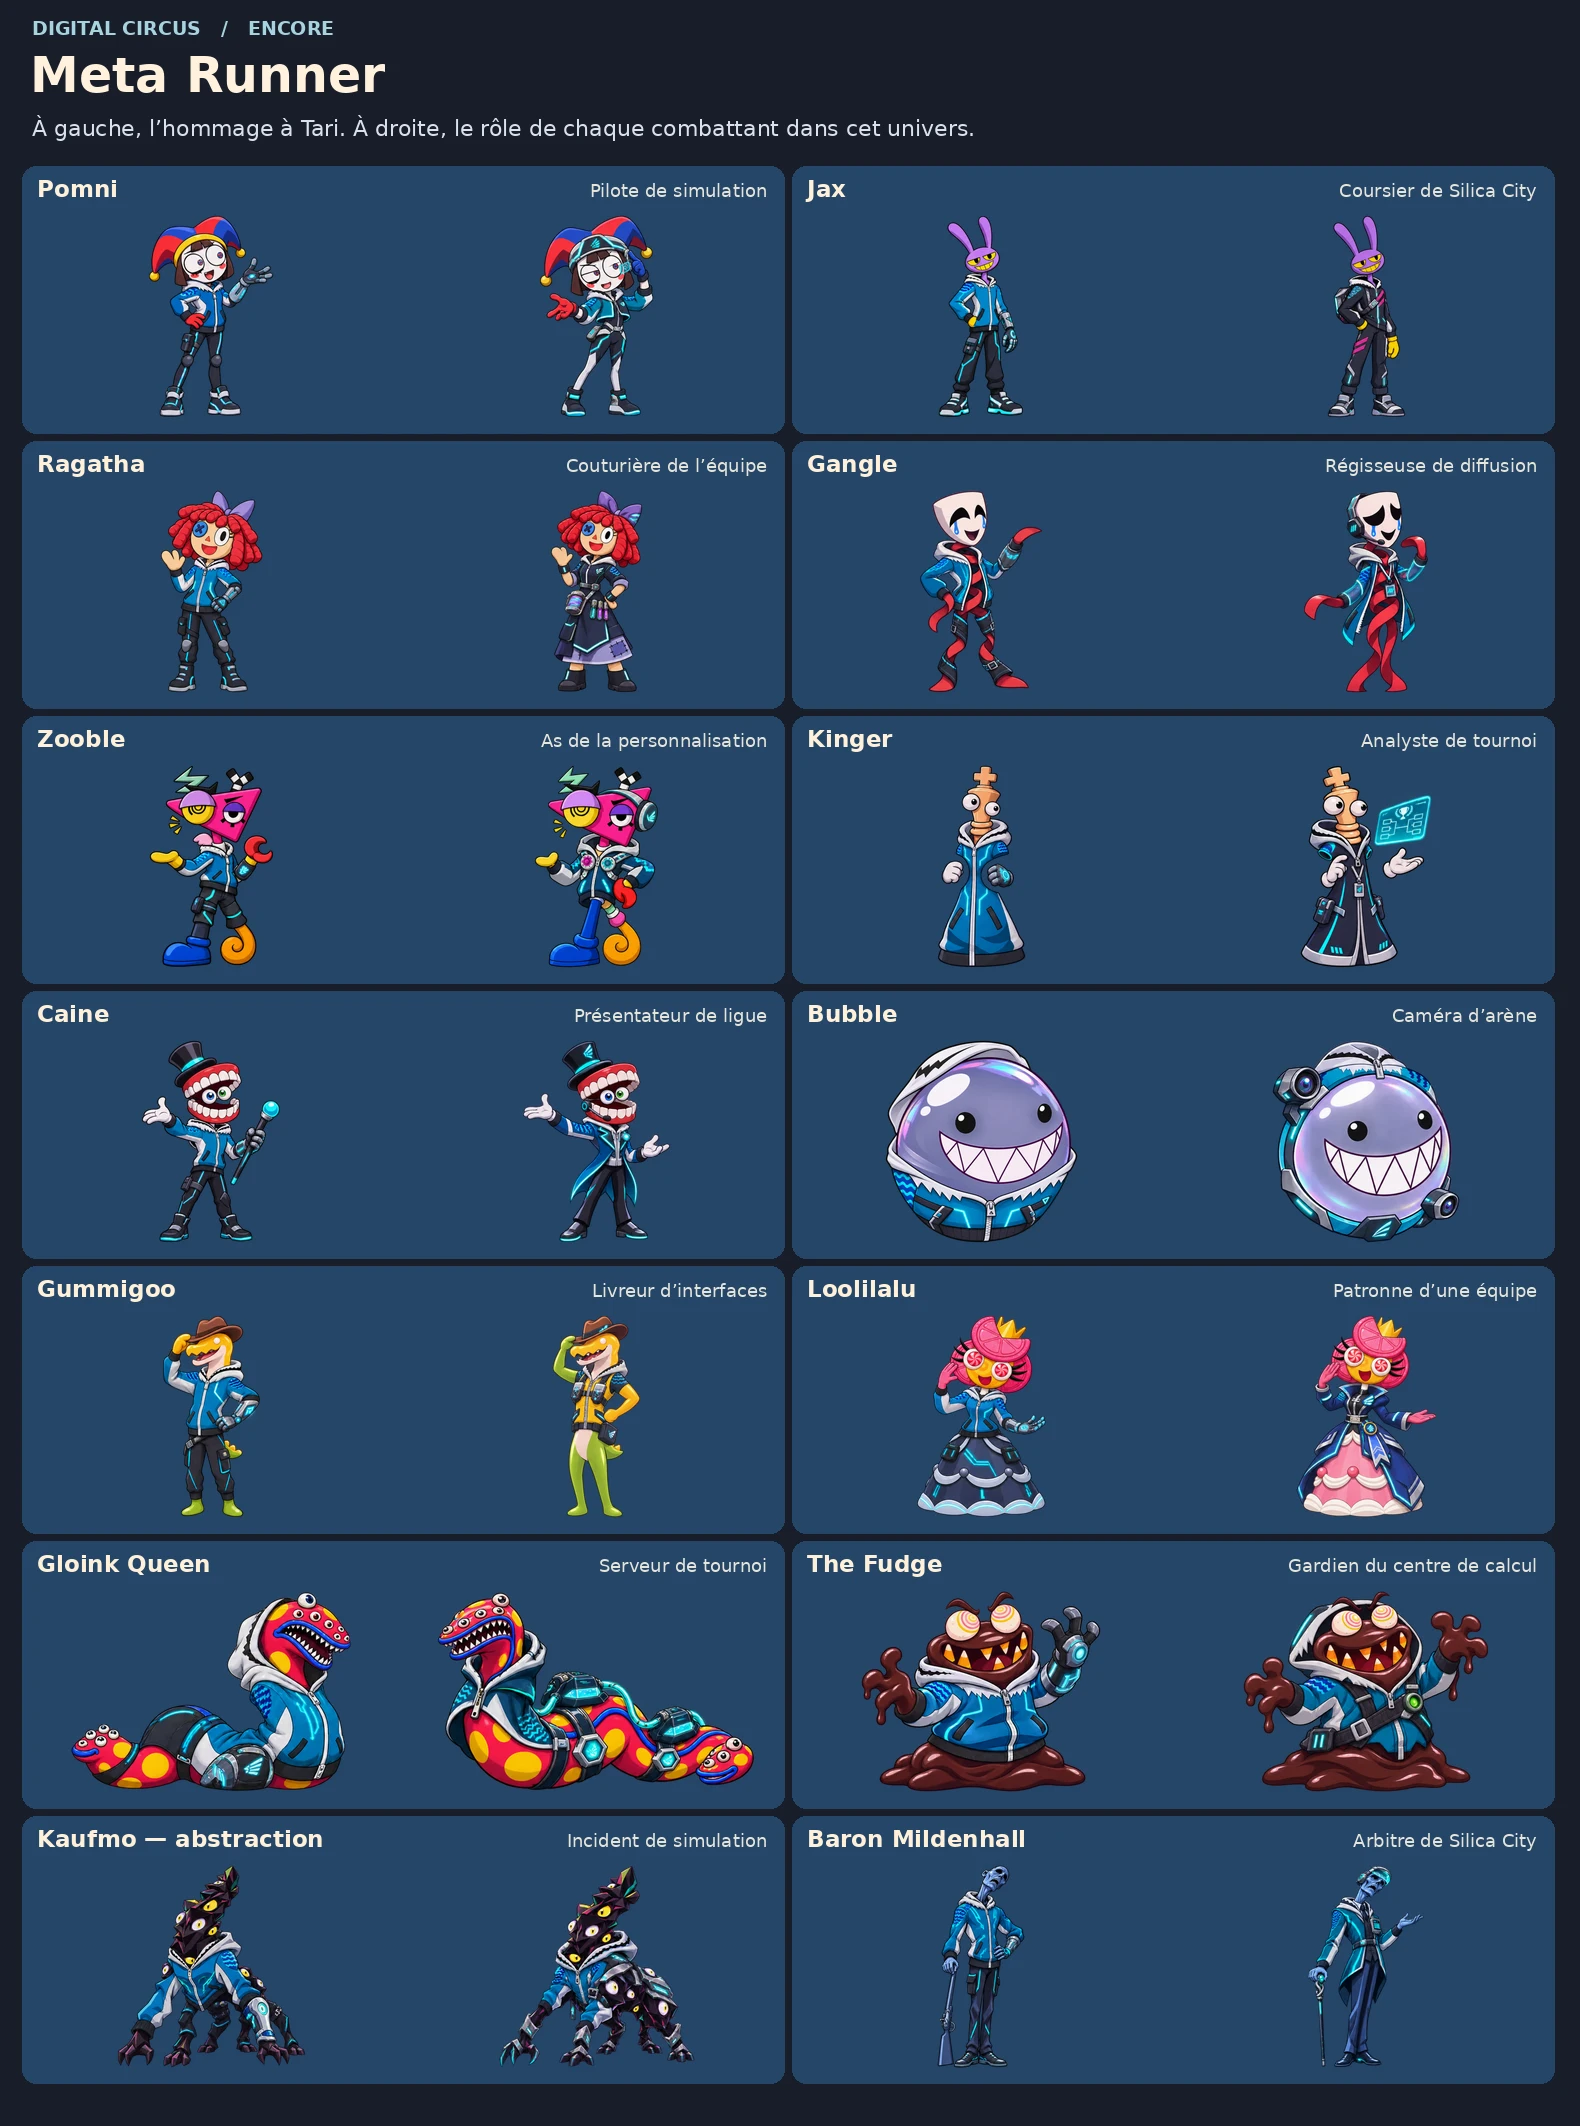 DIGITAL CIRCUS / ENCORE
Meta Runner
À gauche, l’hommage à Tari. À droite, le rôle de chaque combattant dans cet univers.
Pomni
Pilote de simulation
Jax
Coursier de Silica City
Ragatha
Couturière de l’équipe
Gangle
Régisseuse de diffusion
Zooble
As de la personnalisation
Kinger
Analyste de tournoi
Caine
Présentateur de ligue
Bubble
Caméra d’arène
Gummigoo
Livreur d’interfaces
Loolilalu
Patronne d’une équipe
Gloink Queen
Serveur de tournoi
The Fudge
Gardien du centre de calcul
Kaufmo — abstraction
Incident de simulation
Baron Mildenhall
Arbitre de Silica City